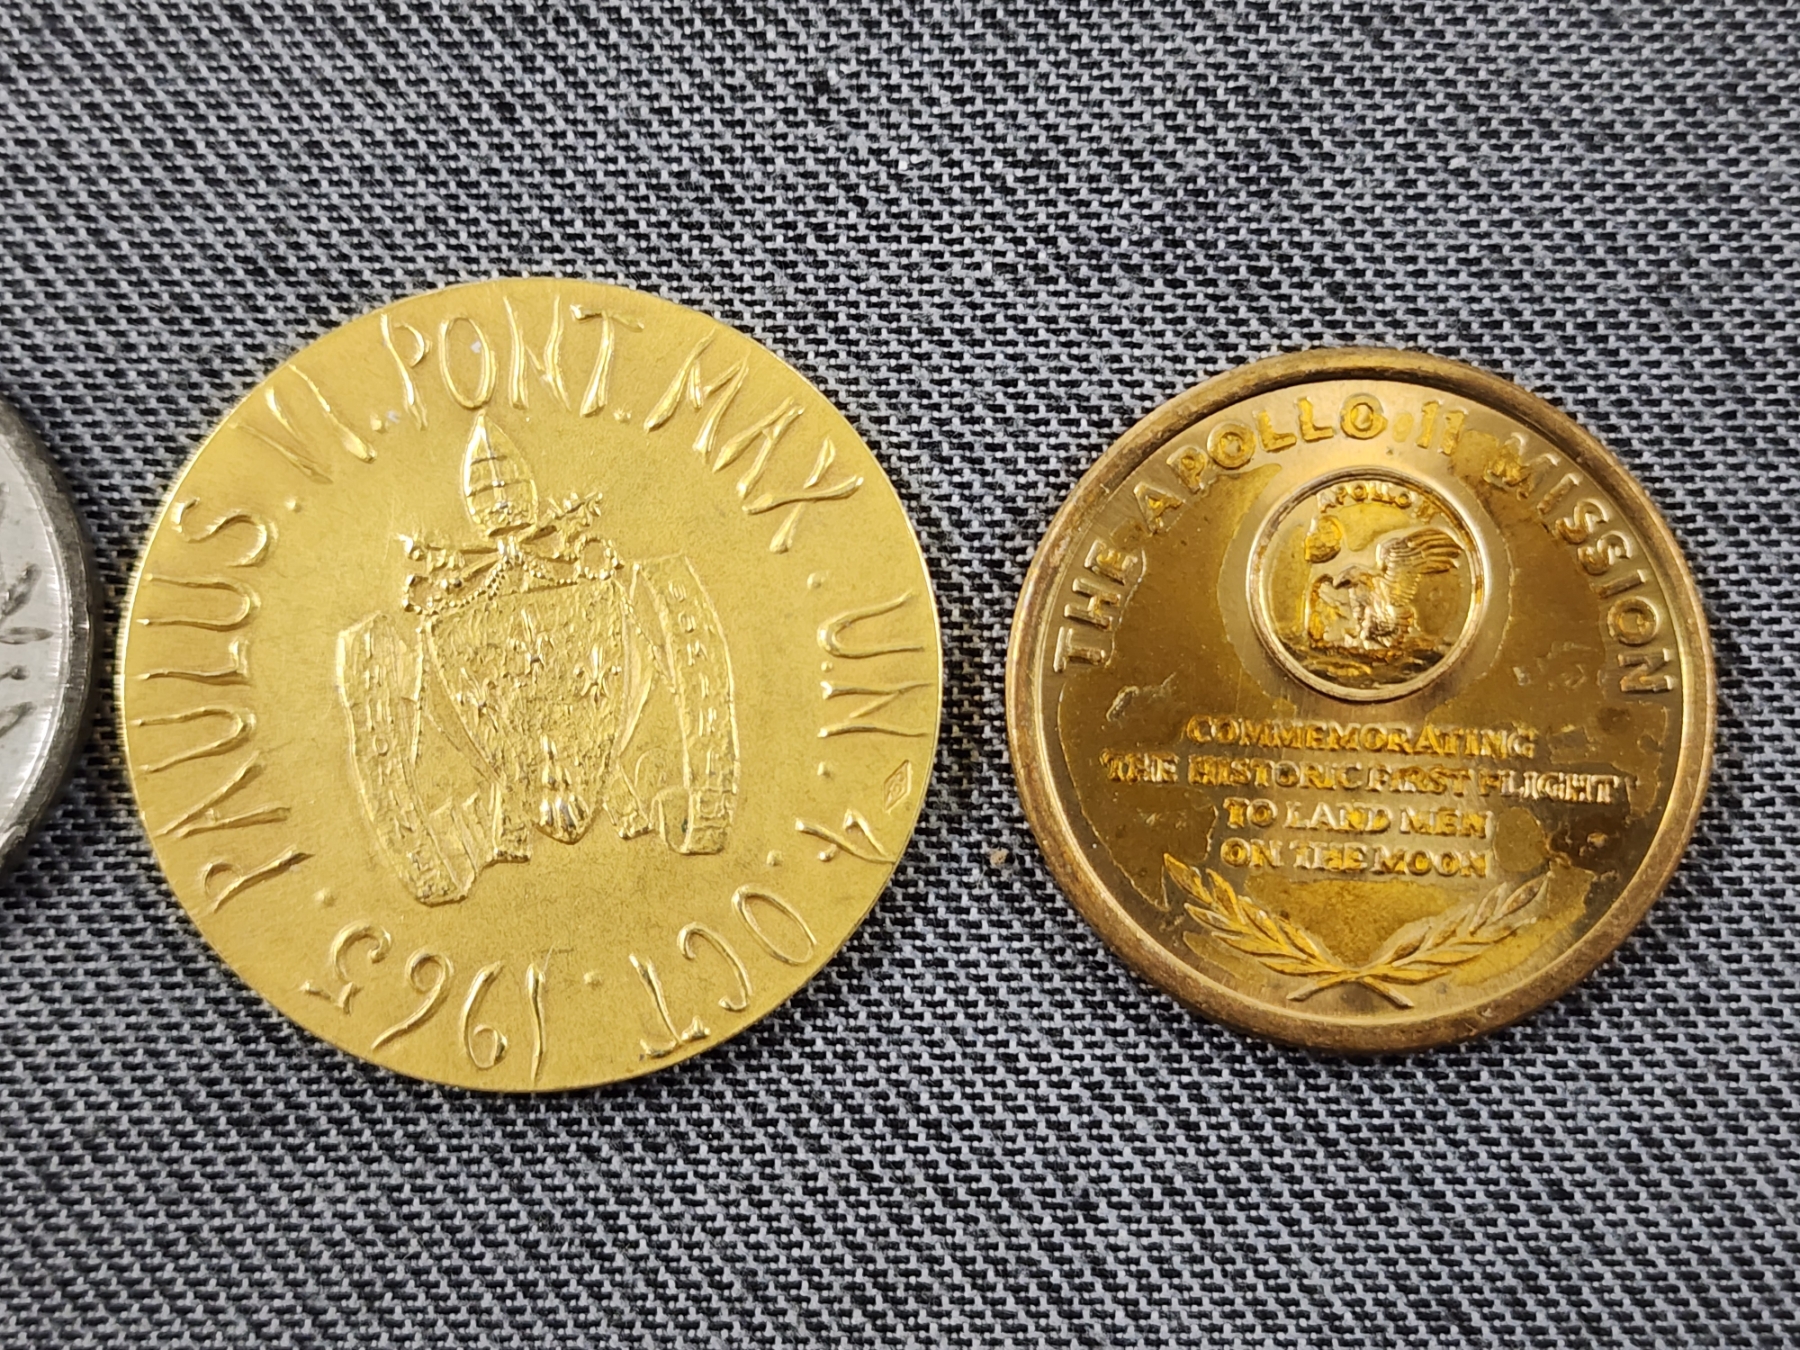 PAULUS. VI. PONT. MAX. U.N. 4. OCT. 1965.
THE APOLLO 11 MISSION
APOLLO 11
COMMEMORATING
THE HISTORIC FIRST FLIGHT
TO LAND MEN
ON THE MOON